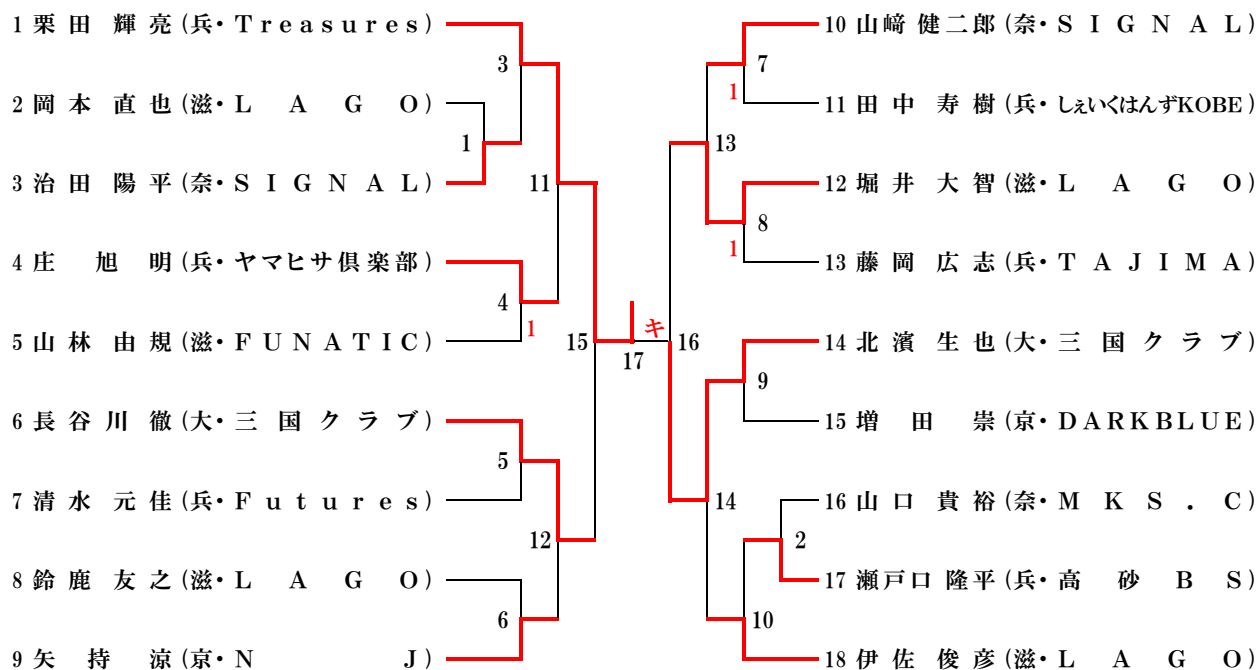 1 栗田 輝亮 (兵・Treasures)
2 岡本 直也 (滋・LAGO)
3 治田 陽平 (奈・SIGNAL)
4 庄 旭明 (兵・ヤマヒサ倶楽部)
5 山林 由規 (滋・FUNATIC)
6 長谷川 徹 (大・三国クラブ)
7 清水 元佳 (兵・Futures)
8 鈴鹿 友之 (滋・LAGO)
9 矢持 涼 (京・NJ)
3
1
11
4
1
15
5
12
6
キ
17
16
7
1
13
8
1
9
14
2
10
10 山﨑 健二郎 (奈・SIGNAL)
11 田中 寿樹 (兵・しぇいくはんずKOBE)
12 堀井 大智 (滋・LAGO)
13 藤岡 広志 (兵・TAJIMA)
14 北濱 生也 (大・三国クラブ)
15 増田 崇 (京・DARKBLUE)
16 山口 貴裕 (奈・MKS.C)
17 瀬戸口 隆平 (兵・高砂BS)
18 伊佐 俊彦 (滋・LAGO)